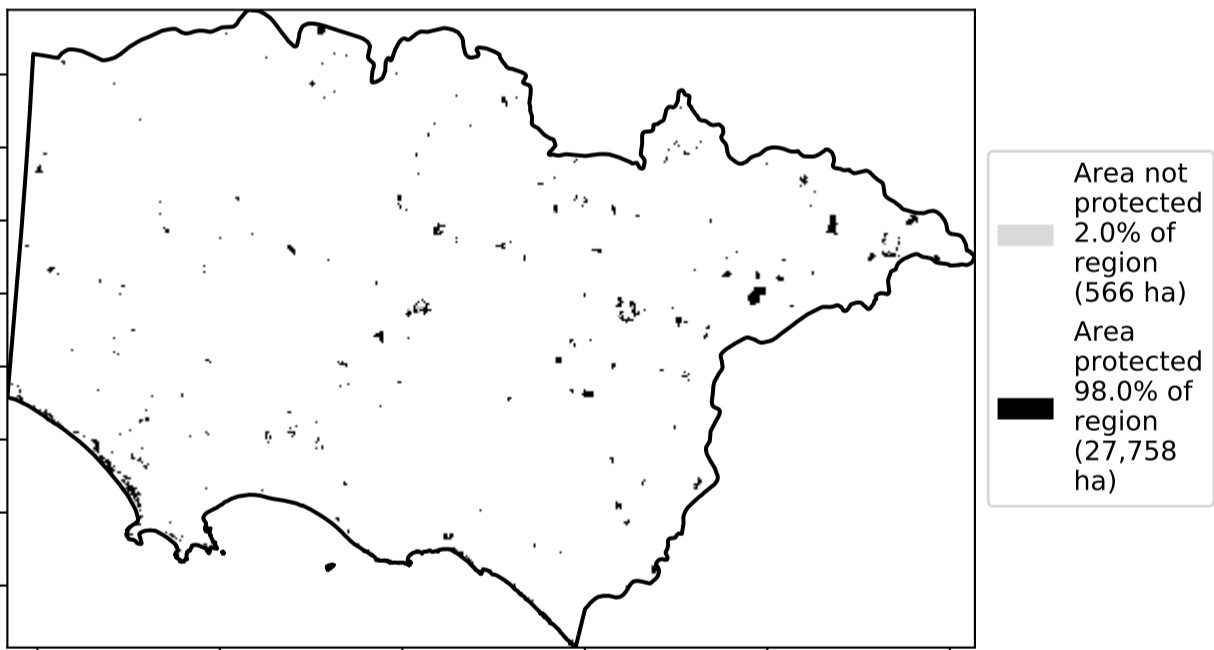 Area not
protected
2.0% of
region
(566 ha)
Area
protected
98.0% of
region
(27,758
ha)